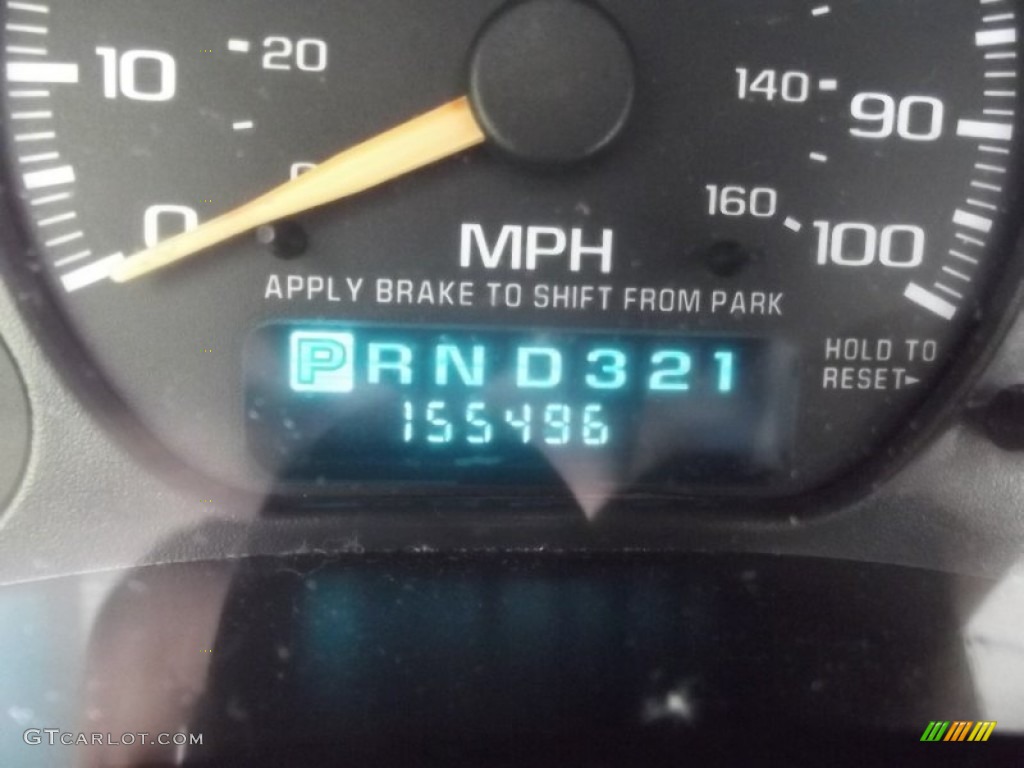 20
10
140
90
0
160
0
100
MPH
APPLY BRAKE TO SHIFT FROM PARK
HOLD TO
RESET
PRND321
155496
GTCARLOT.COM